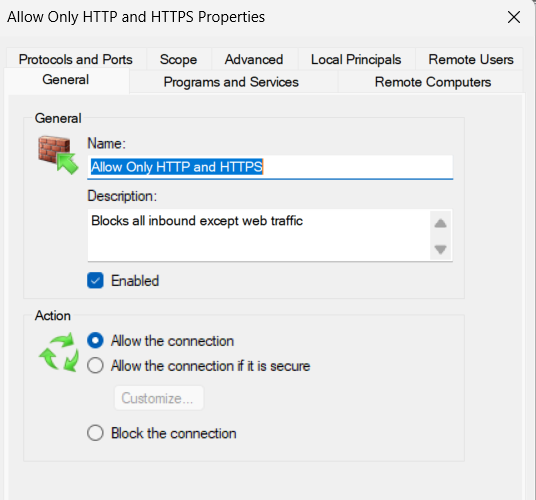 Allow Only HTTP and HTTPS Properties
Protocols and Ports Scope Advanced Local Principals Remote Users
General Programs and Services Remote Computers
General
Name:
Allow Only HTTP and HTTPS
Description:
Blocks all inbound except web traffic
Enabled
Action
Allow the connection
Allow the connection if it is secure
Customize...
Block the connection